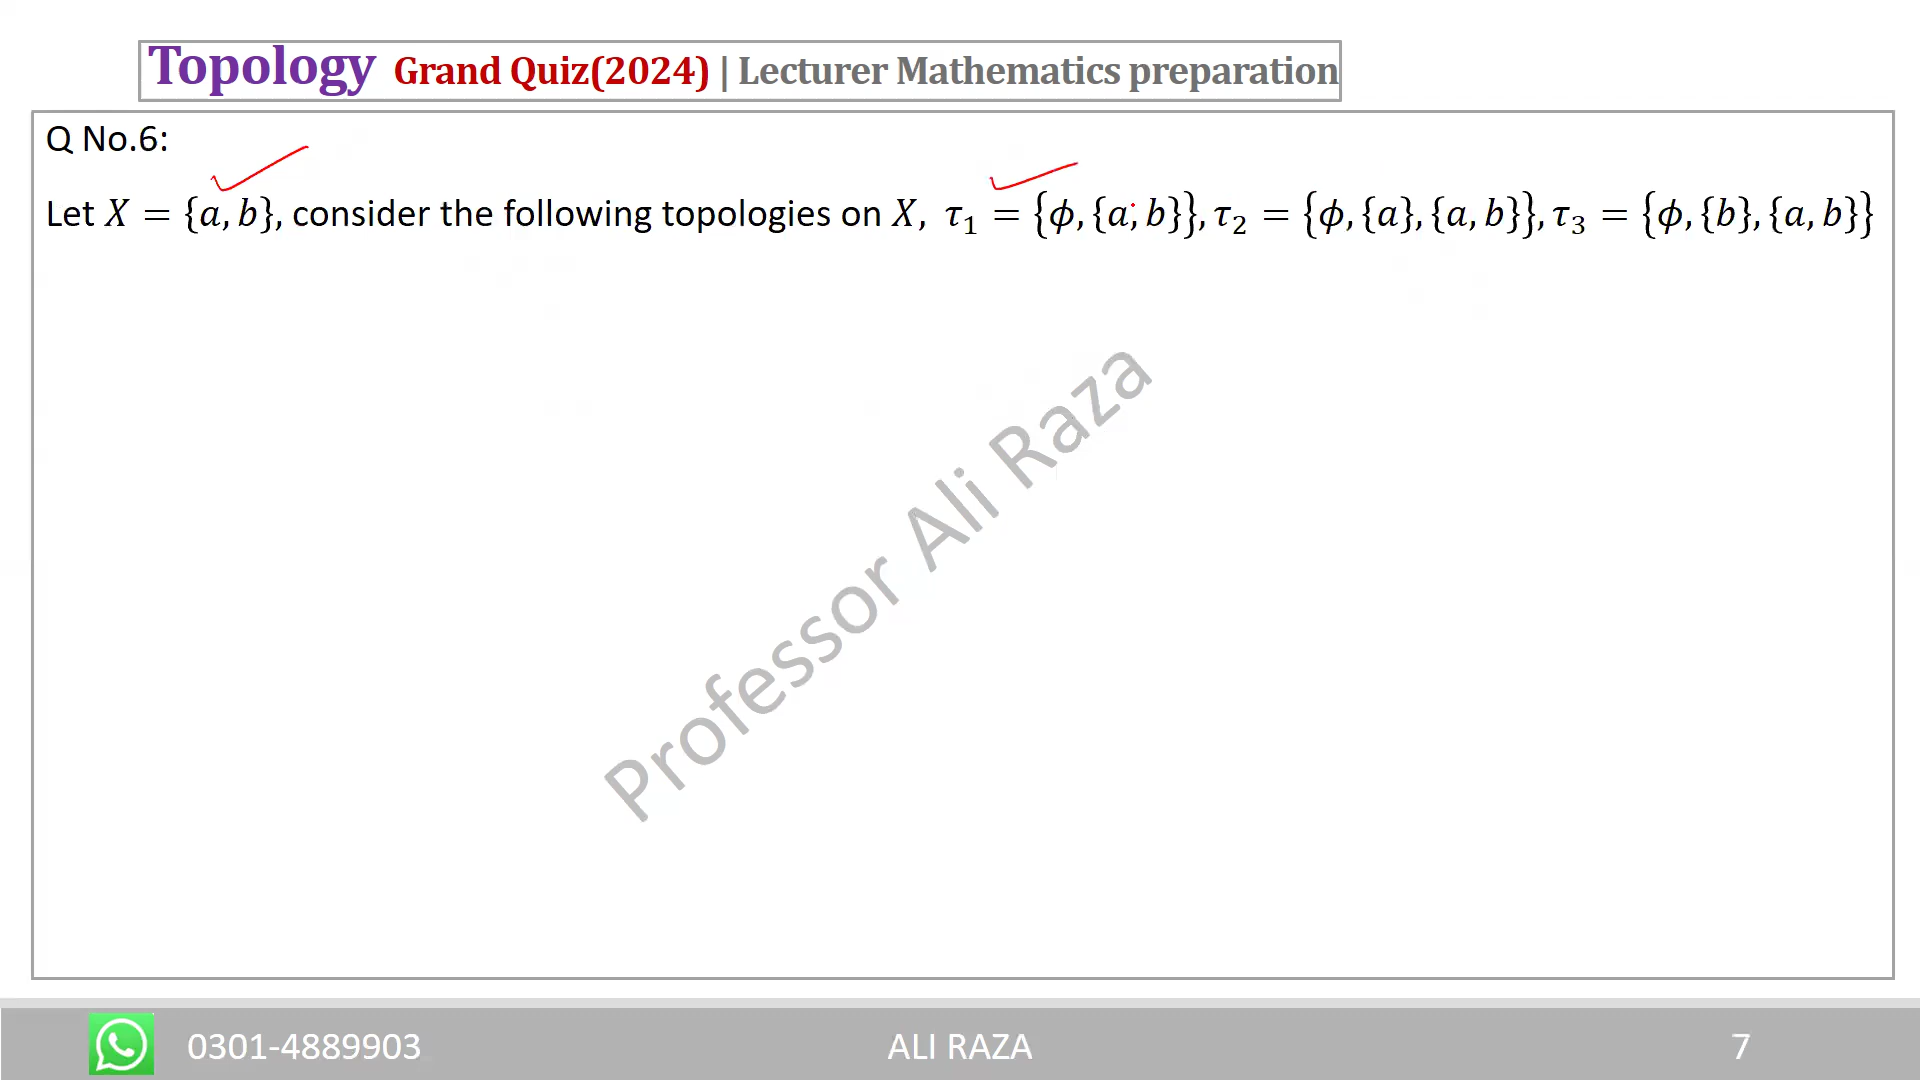 Topology Grand Quiz(2024) | Lecturer Mathematics preparation
Q No.6:
Let X = {a, b}, consider the following topologies on X, τ₁ = {ϕ, {a, b}}, τ₂ = {ϕ, {a}, {a, b}}, τ₃ = {ϕ, {b}, {a, b}}
Professor Ali Raza
0301-4889903 ALI RAZA 7